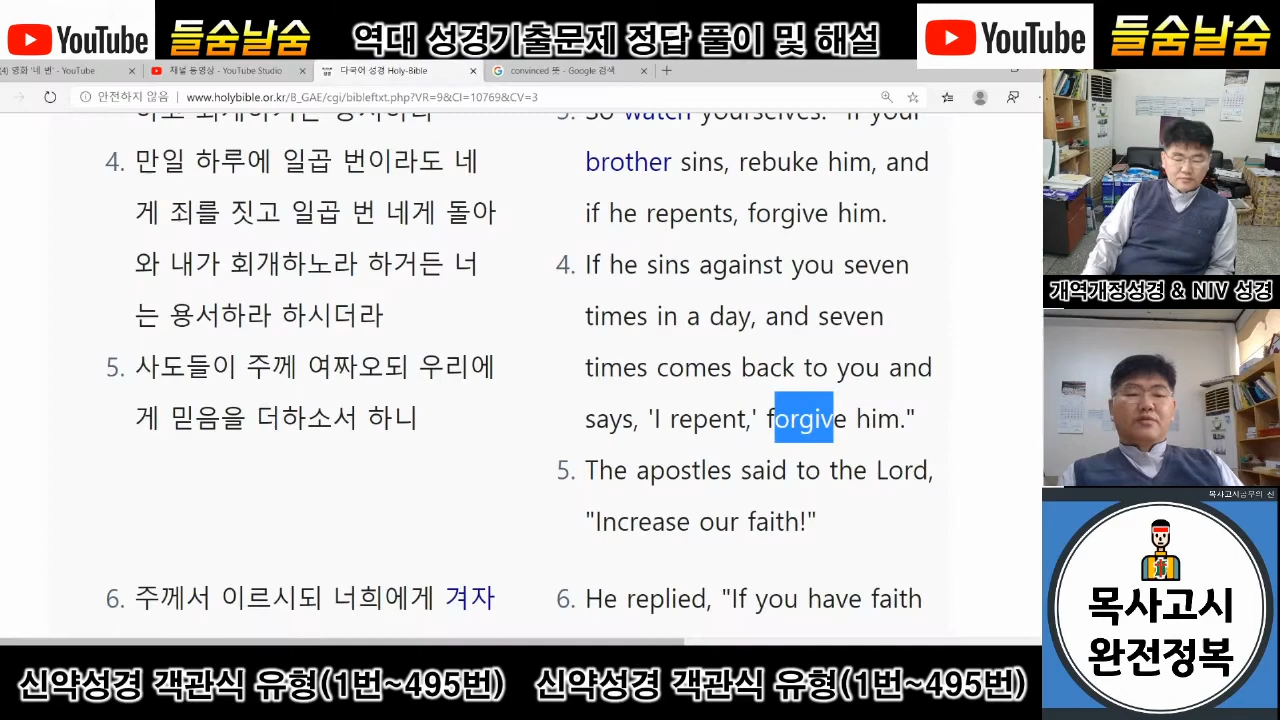 YouTube 들숨날숨 역대 성경기출문제 정답 풀이 및 해설 YouTube 들숨날숨
영화 '네 번' - YouTube
채널 동영상 - YouTube Studio
다국어 성경 Holy-Bible
convinced 뜻 - Google 검색
안전하지 않음 www.holybible.or.kr/B_GAE/cgi/bibleftxt.php?VR=9&CI=10769&CV=
4. 만일 하루에 일곱 번이라도 네
게 죄를 짓고 일곱 번 네게 돌아
와 내가 회개하노라 하거든 너
는 용서하라 하시더라
5. 사도들이 주께 여짜오되 우리에
게 믿음을 더하소서 하니
6. 주께서 이르시되 너희에게 겨자
3. So watch yourselves. "If your
brother sins, rebuke him, and
if he repents, forgive him.
4. If he sins against you seven
times in a day, and seven
times comes back to you and
says, 'I repent,' forgive him."
5. The apostles said to the Lord,
"Increase our faith!"
6. He replied, "If you have faith
개역개정성경 & NIV 성경
목사고시
완전정복
신약성경 객관식 유형(1번~495번) 신약성경 객관식 유형(1번~495번)